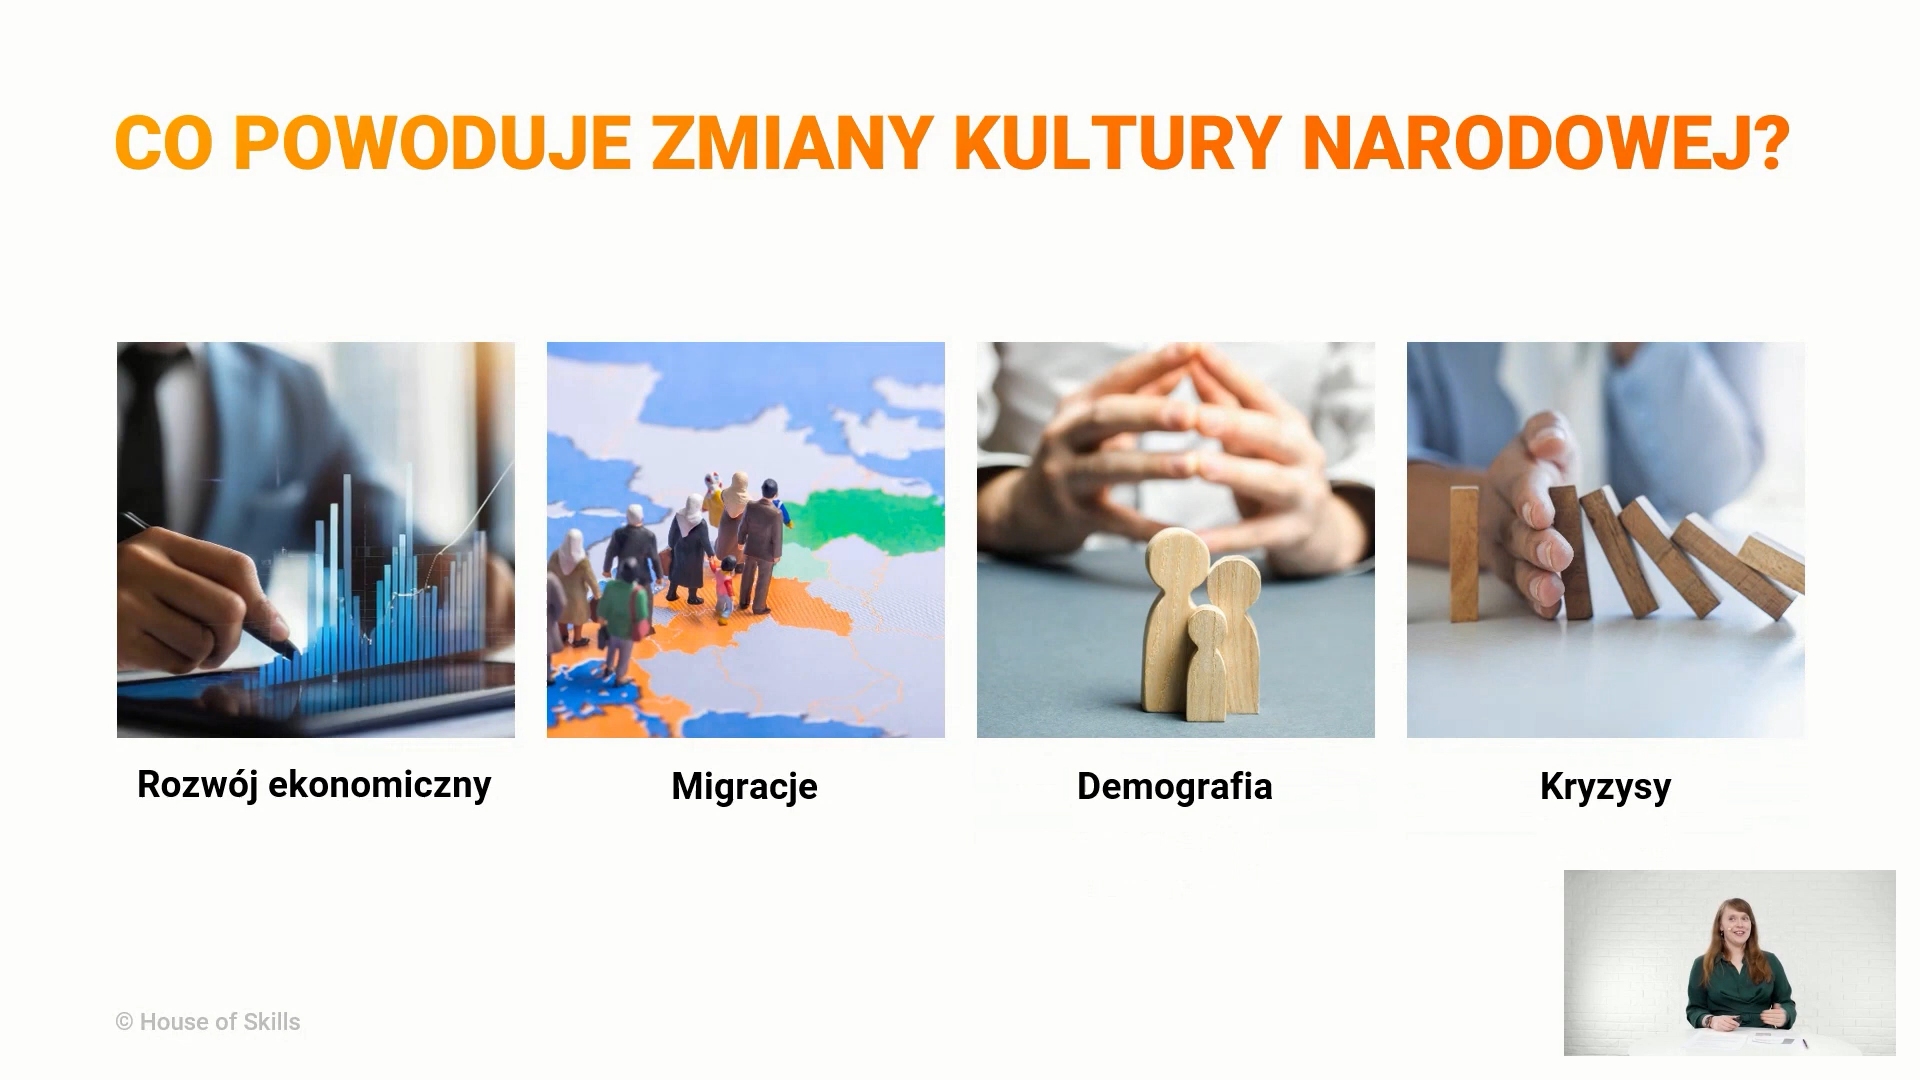 CO POWODUJE ZMIANY KULTURY NARODOWEJ?
Rozwój ekonomiczny
Migracje
Demografia
Kryzysy
© House of Skills